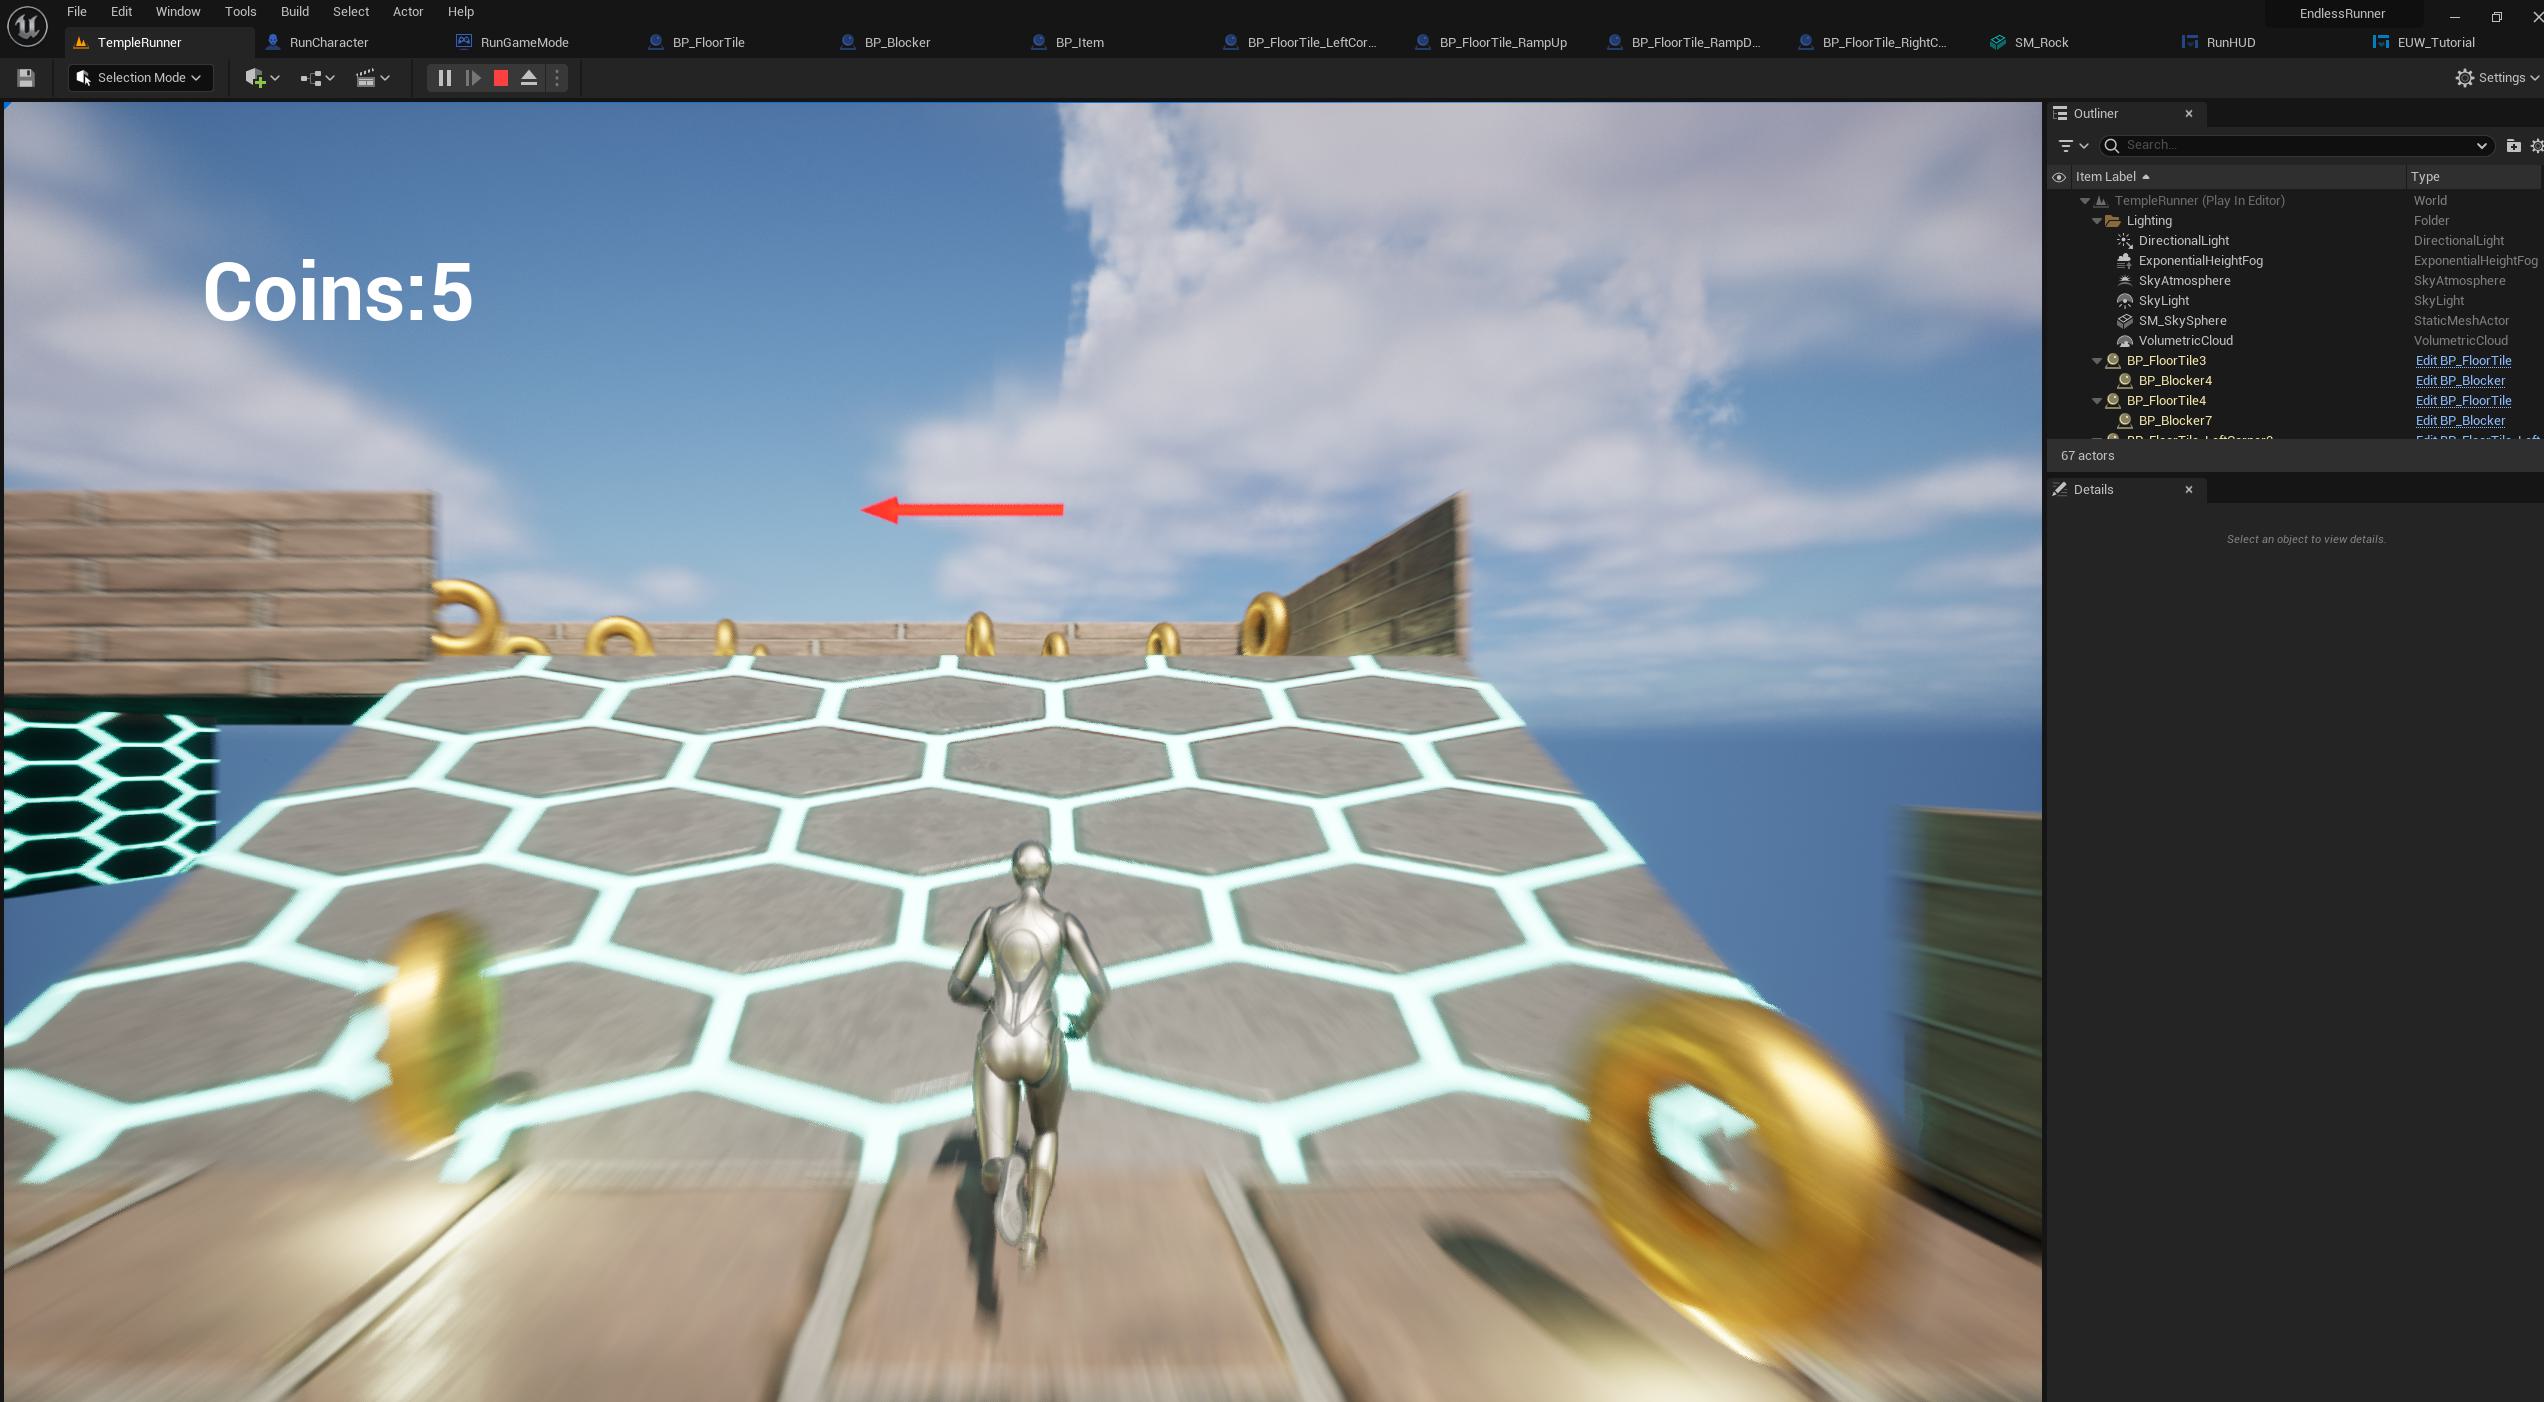 File Edit Window Tools Build Select Actor Help
EndlessRunner
TempleRunner RunCharacter RunGameMode BP_FloorTile BP_Blocker BP_Item BP_FloorTile_LeftCor... BP_FloorTile_RampUp BP_FloorTile_RampD... BP_FloorTile_RightC... SM_Rock RunHUD EUW_Tutorial
Selection Mode
Settings
Coins:5
Outliner
Search...
Item Label Type
TempleRunner (Play In Editor) World
Lighting Folder
DirectionalLight DirectionalLight
ExponentialHeightFog ExponentialHeightFog
SkyAtmosphere SkyAtmosphere
SkyLight SkyLight
SM_SkySphere StaticMeshActor
VolumetricCloud VolumetricCloud
BP_FloorTile3 Edit BP_FloorTile
BP_Blocker4 Edit BP_Blocker
BP_FloorTile4 Edit BP_FloorTile
BP_Blocker7 Edit BP_Blocker
67 actors
Details
Select an object to view details.